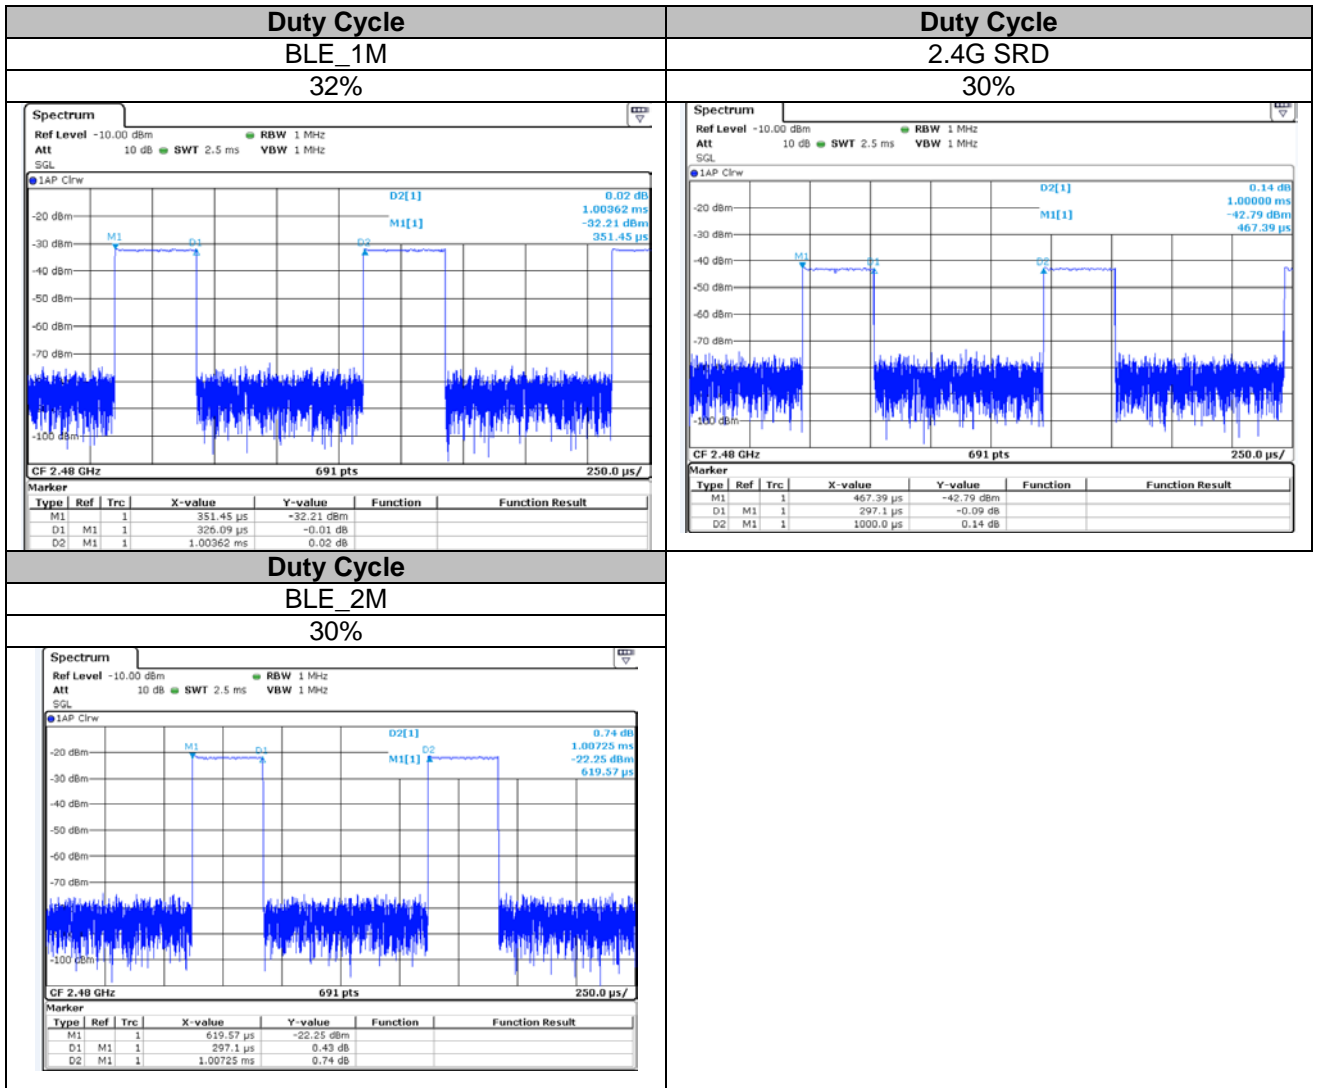 Duty Cycle
BLE_1M
32%
Spectrum
Ref Level -10.00 dBm RBW 1 MHz
Att 10 dB SWT 2.5 ms VBW 1 MHz
SGL
1AP Clrw
D2[1] 0.02 dB
1.00362 ms
M1[1] -32.21 dBm
351.45 µs
-20 dBm
M1 D1 D2
-30 dBm
-40 dBm
-50 dBm
-60 dBm
-70 dBm
-100 dBm
CF 2.48 GHz 691 pts 250.0 µs/
Marker
Type Ref Trc X-value Y-value Function Function Result
M1 1 351.45 µs -32.21 dBm
D1 M1 1 326.09 µs -0.01 dB
D2 M1 1 1.00362 ms 0.02 dB
Duty Cycle
2.4G SRD
30%
Spectrum
Ref Level -10.00 dBm RBW 1 MHz
Att 10 dB SWT 2.5 ms VBW 1 MHz
SGL
1AP Clrw
D2[1] 0.14 dB
1.00000 ms
M1[1] -42.79 dBm
467.39 µs
-20 dBm
-30 dBm
M1 D1 D2
-40 dBm
-50 dBm
-60 dBm
-70 dBm
-100 dBm
CF 2.48 GHz 691 pts 250.0 µs/
Marker
Type Ref Trc X-value Y-value Function Function Result
M1 1 467.39 µs -42.79 dBm
D1 M1 1 297.1 µs -0.09 dB
D2 M1 1 1000.0 µs 0.14 dB
Duty Cycle
BLE_2M
30%
Spectrum
Ref Level -10.00 dBm RBW 1 MHz
Att 10 dB SWT 2.5 ms VBW 1 MHz
SGL
1AP Clrw
D2[1] 0.74 dB
1.00725 ms
M1[1] -22.25 dBm
619.57 µs
M1 D1 D2
-20 dBm
-30 dBm
-40 dBm
-50 dBm
-60 dBm
-70 dBm
-100 dBm
CF 2.48 GHz 691 pts 250.0 µs/
Marker
Type Ref Trc X-value Y-value Function Function Result
M1 1 619.57 µs -22.25 dBm
D1 M1 1 297.1 µs 0.43 dB
D2 M1 1 1.00725 ms 0.74 dB